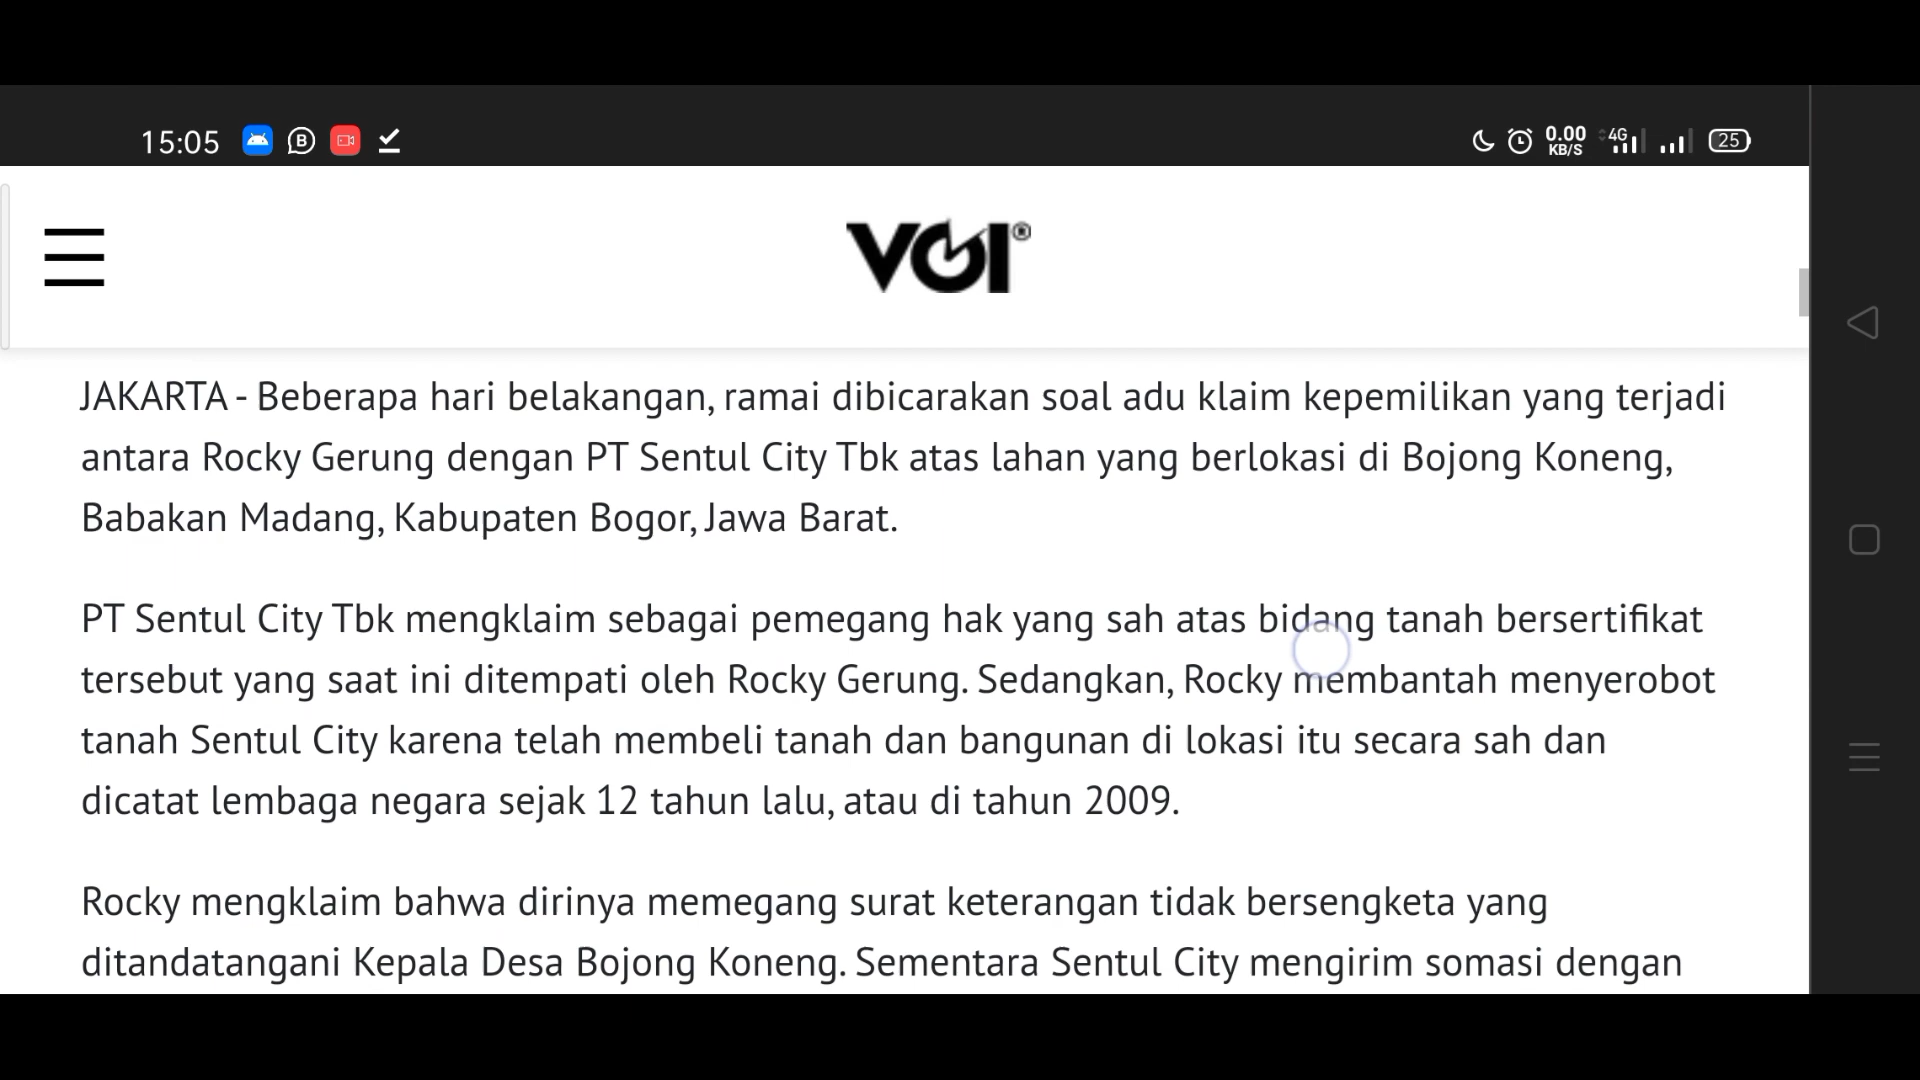 15:05
0.00
KB/S
4G
25
VOI®
JAKARTA - Beberapa hari belakangan, ramai dibicarakan soal adu klaim kepemilikan yang terjadi
antara Rocky Gerung dengan PT Sentul City Tbk atas lahan yang berlokasi di Bojong Koneng,
Babakan Madang, Kabupaten Bogor, Jawa Barat.
PT Sentul City Tbk mengklaim sebagai pemegang hak yang sah atas bidang tanah bersertifikat
tersebut yang saat ini ditempati oleh Rocky Gerung. Sedangkan, Rocky membantah menyerobot
tanah Sentul City karena telah membeli tanah dan bangunan di lokasi itu secara sah dan
dicatat lembaga negara sejak 12 tahun lalu, atau di tahun 2009.
Rocky mengklaim bahwa dirinya memegang surat keterangan tidak bersengketa yang
ditandatangani Kepala Desa Bojong Koneng. Sementara Sentul City mengirim somasi dengan